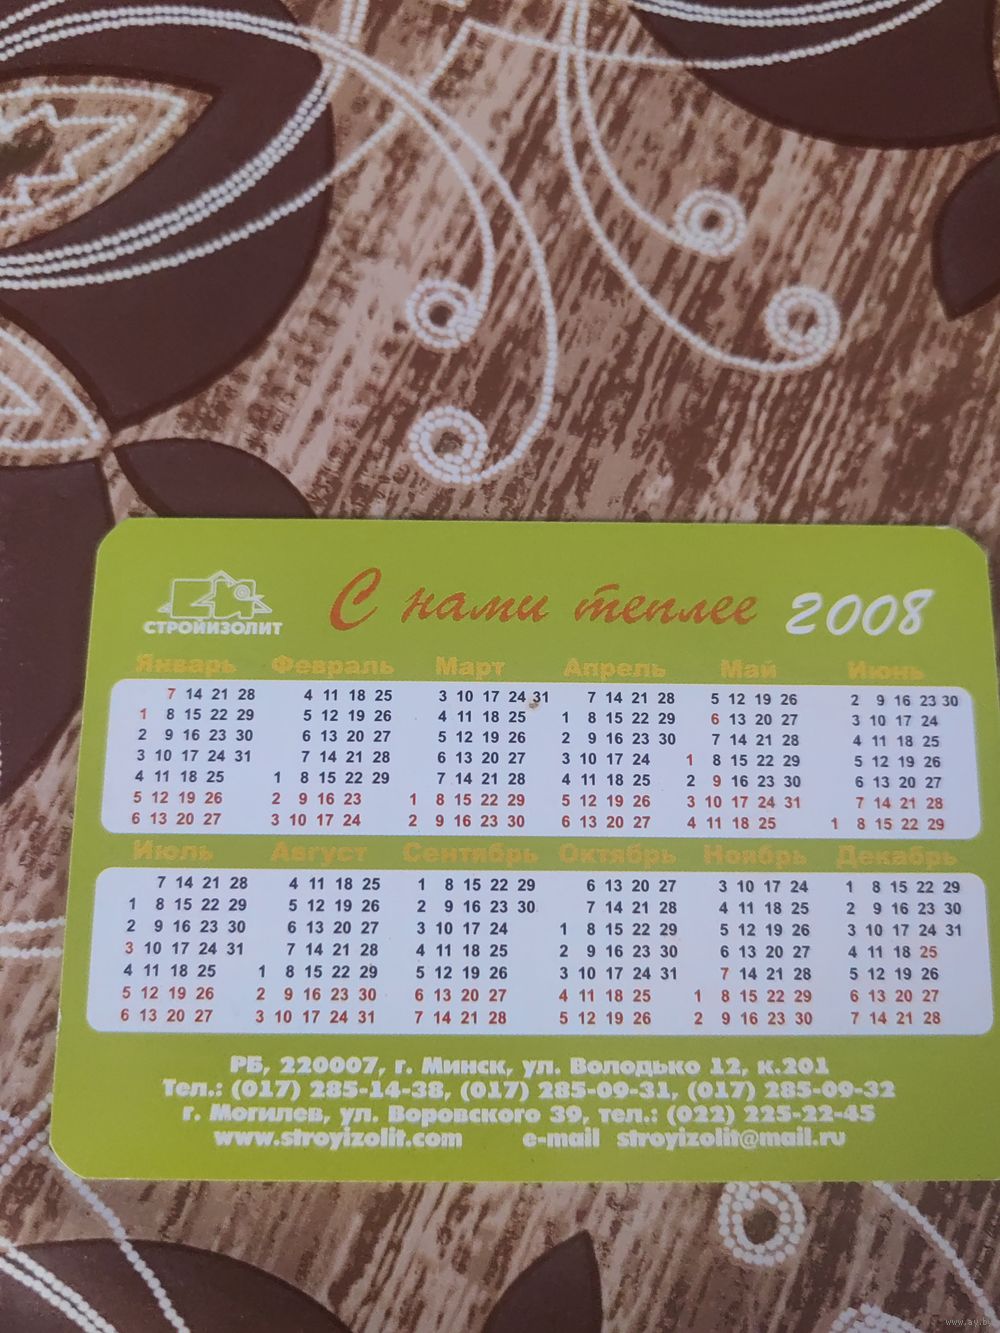 СТРОЙИЗОЛИТ
С нами теплее 2008
Январь Февраль Март Апрель Май Июнь
7 14 21 28 4 11 18 25 3 10 17 24 31 7 14 21 28 5 12 19 26 2 9 16 23 30
1 8 15 22 29 5 12 19 26 4 11 18 25 1 8 15 22 29 6 13 20 27 3 10 17 24
2 9 16 23 30 6 13 20 27 5 12 19 26 2 9 16 23 30 7 14 21 28 4 11 18 25
3 10 17 24 31 7 14 21 28 6 13 20 27 3 10 17 24 1 8 15 22 29 5 12 19 26
4 11 18 25 1 8 15 22 29 7 14 21 28 4 11 18 25 2 9 16 23 30 6 13 20 27
5 12 19 26 2 9 16 23 1 8 15 22 29 5 12 19 26 3 10 17 24 31 7 14 21 28
6 13 20 27 3 10 17 24 2 9 16 23 30 6 13 20 27 4 11 18 25 1 8 15 22 29
Июль Август Сентябрь Октябрь Ноябрь Декабрь
7 14 21 28 4 11 18 25 1 8 15 22 29 6 13 20 27 3 10 17 24 1 8 15 22 29
1 8 15 22 29 5 12 19 26 2 9 16 23 30 7 14 21 28 4 11 18 25 2 9 16 23 30
2 9 16 23 30 6 13 20 27 3 10 17 24 1 8 15 22 29 5 12 19 26 3 10 17 24 31
3 10 17 24 31 7 14 21 28 4 11 18 25 2 9 16 23 30 6 13 20 27 4 11 18 25
4 11 18 25 1 8 15 22 29 5 12 19 26 3 10 17 24 31 7 14 21 28 5 12 19 26
5 12 19 26 2 9 16 23 30 6 13 20 27 4 11 18 25 1 8 15 22 29 6 13 20 27
6 13 20 27 3 10 17 24 31 7 14 21 28 5 12 19 26 2 9 16 23 30 7 14 21 28
РБ, 220007, г. Минск, ул. Володько 12, к.201
Тел.: (017) 285-14-38, (017) 285-09-31, (017) 285-09-32
г. Могилев, ул. Воровского 39, тел.: (022) 225-22-45
www.stroyizolit.com e-mail stroyizolit@mail.ru
www.ay.by